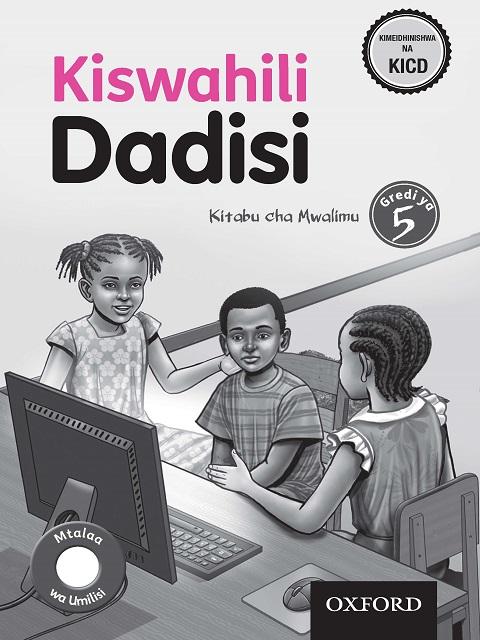 KIMEIDHINISHWA
NA
KICD
Kiswahili
Dadisi
Kitabu cha Mwalimu
Gredi ya
5
Mtalaa
wa Umilisi
OXFORD